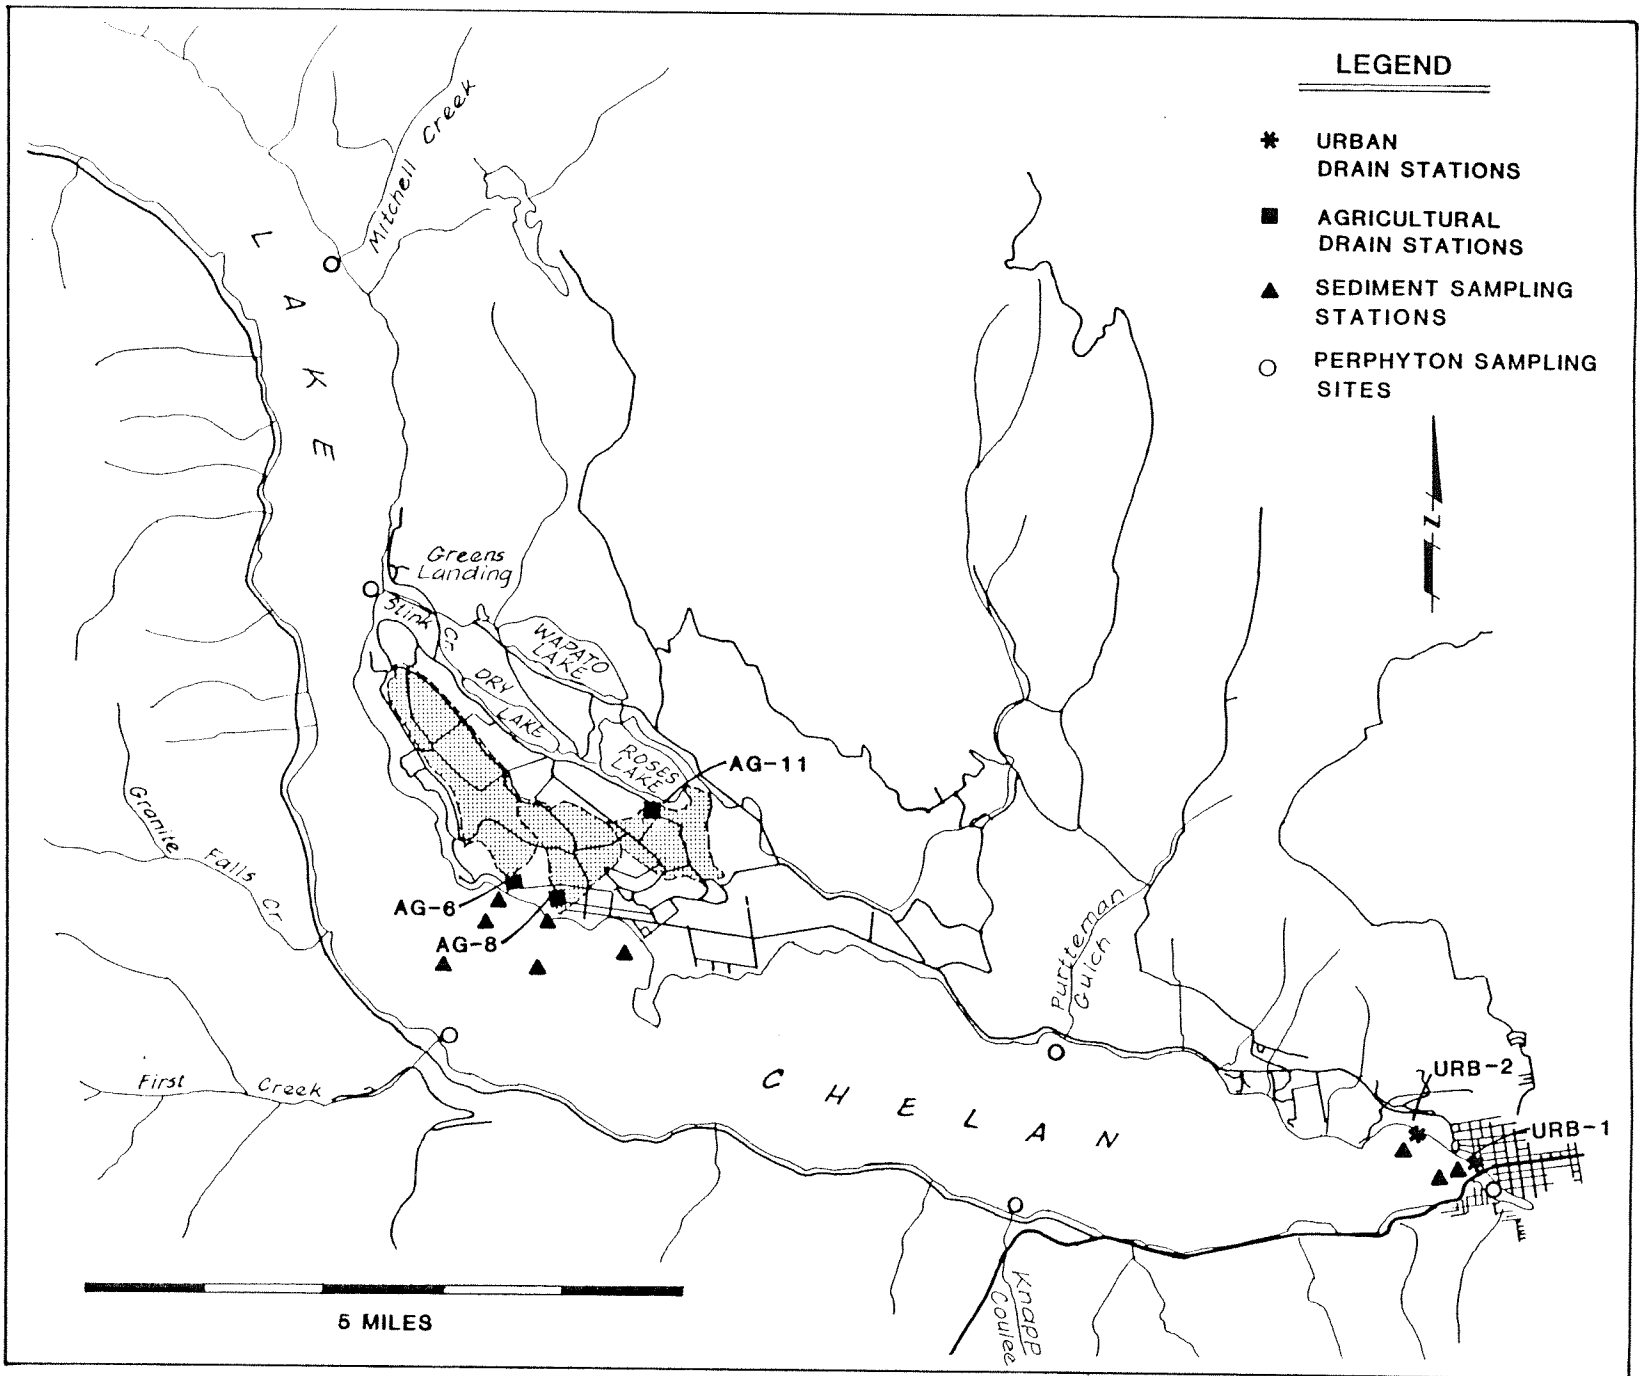 LEGEND
URBAN
DRAIN STATIONS
AGRICULTURAL
DRAIN STATIONS
SEDIMENT SAMPLING
STATIONS
PERPHYTON SAMPLING
SITES
N
Mitchell Creek
LAKE
Greens
Landing
Stink Cr.
WAPATO
LAKE
DRY
LAKE
ROSES
LAKE
AG-11
Granite Falls Cr
AG-6
AG-8
Purtteman
Gulch
First Creek
CHELAN
URB-2
URB-1
Knapp
Coulee
5 MILES